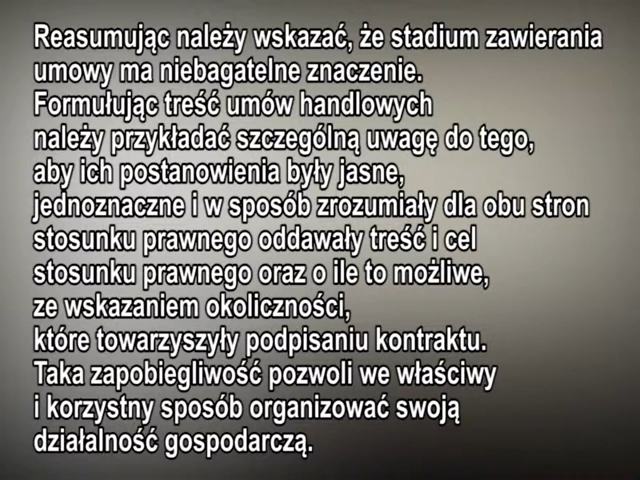 Reasumując należy wskazać, że stadium zawierania
umowy ma niebagatelne znaczenie.
Formułując treść umów handlowych
należy przykładać szczególną uwagę do tego,
aby ich postanowienia były jasne,
jednoznaczne i w sposób zrozumiały dla obu stron
stosunku prawnego oddawały treść i cel
stosunku prawnego oraz o ile to możliwe,
ze wskazaniem okoliczności,
które towarzyszyły podpisaniu kontraktu.
Taka zapobiegliwość pozwoli we właściwy
i korzystny sposób organizować swoją
działalność gospodarczą.